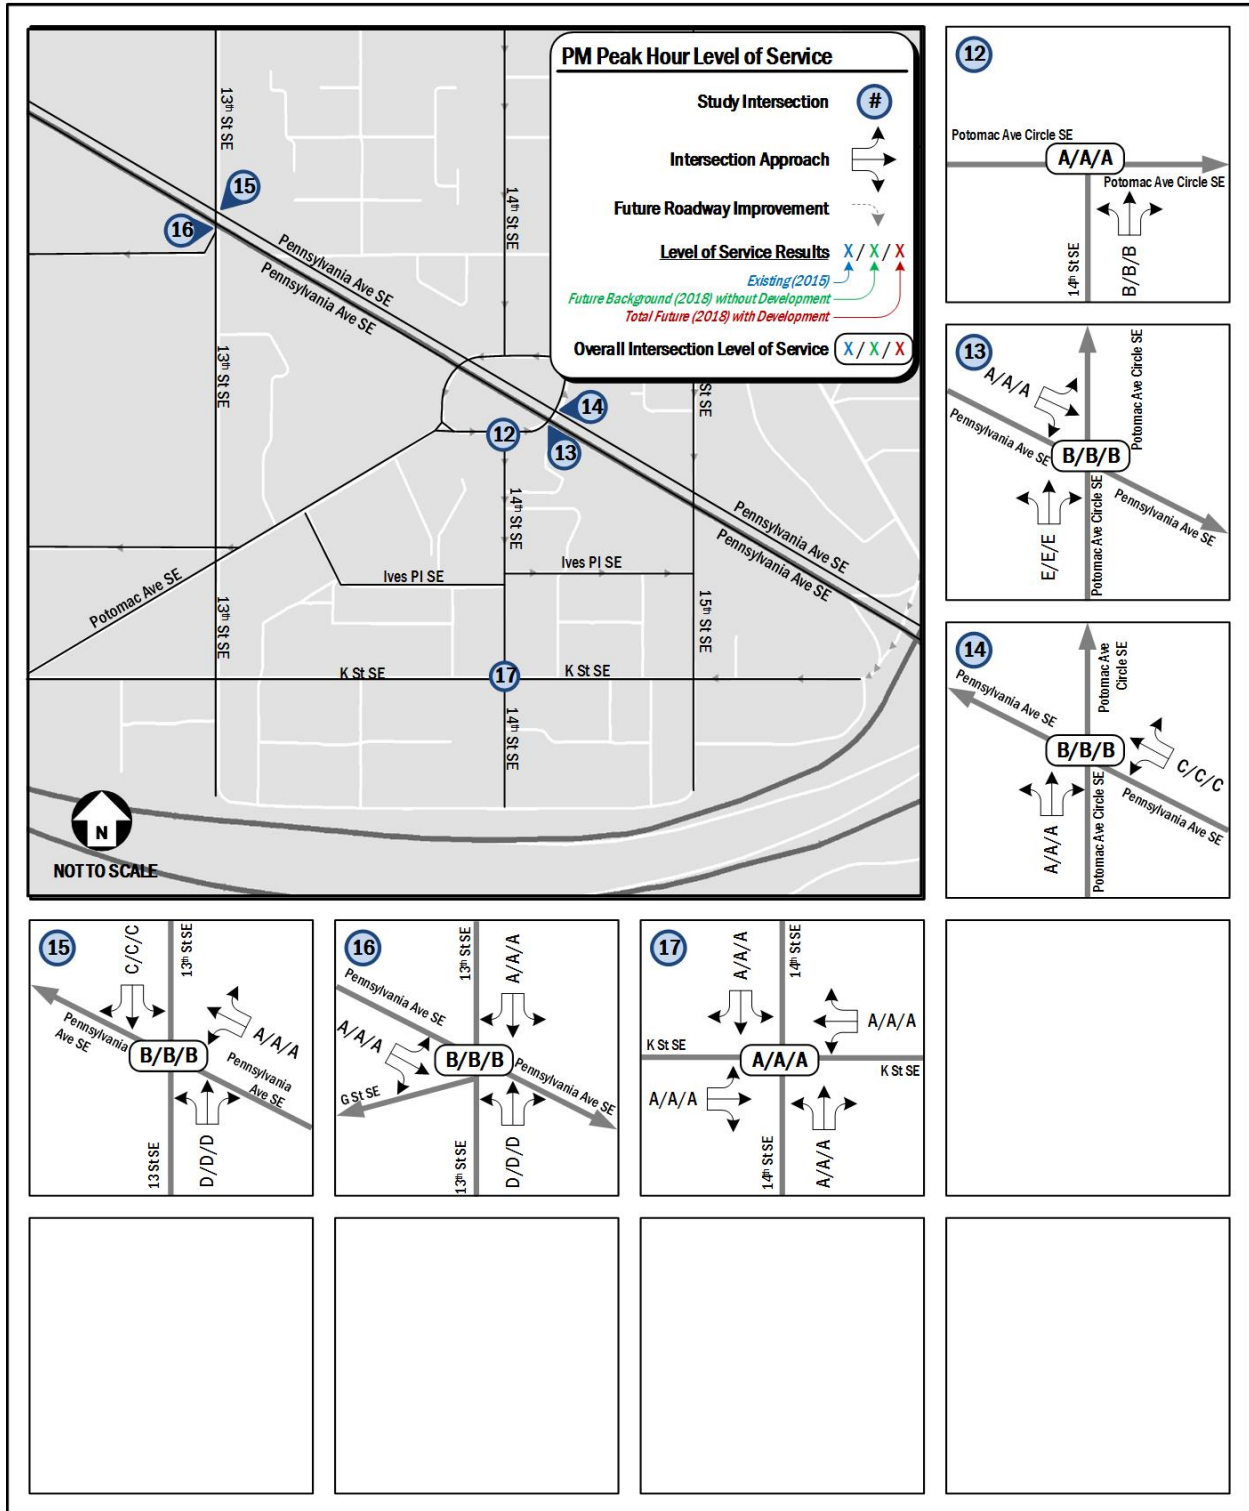 PM Peak Hour Level of Service
Study Intersection #
Intersection Approach
Future Roadway Improvement
Level of Service Results X / X / X
Existing (2015)
Future Background (2018) without Development
Total Future (2018) with Development
Overall Intersection Level of Service X / X / X
13th St SE
14th St SE
15
16
Pennsylvania Ave SE
Pennsylvania Ave SE
13th St SE
St SE
14
12
13
14th St SE
Pennsylvania Ave SE
Pennsylvania Ave SE
Ives Pl SE
Ives Pl SE
Potomac Ave SE
13th St SE
15th St SE
K St SE
17
K St SE
14th St SE
N
NOT TO SCALE
12
Potomac Ave Circle SE
A/A/A
Potomac Ave Circle SE
14th St SE
B/B/B
13
A/A/A
Potomac Ave Circle SE
Pennsylvania Ave SE
B/B/B
E/E/E
Potomac Ave Circle SE
Pennsylvania Ave SE
14
Pennsylvania Ave SE
Potomac Ave
Circle SE
B/B/B
C/C/C
A/A/A
Potomac Ave Circle SE
Pennsylvania Ave SE
15
C/C/C
13th St SE
Pennsylvania
Ave SE
A/A/A
B/B/B
Pennsylvania
Ave SE
13 St SE
D/D/D
16
13th St SE
A/A/A
Pennsylvania Ave SE
A/A/A
B/B/B
Pennsylvania Ave SE
G St SE
13th St SE
D/D/D
17
A/A/A
14th St SE
A/A/A
K St SE
A/A/A
K St SE
A/A/A
14th St SE
A/A/A